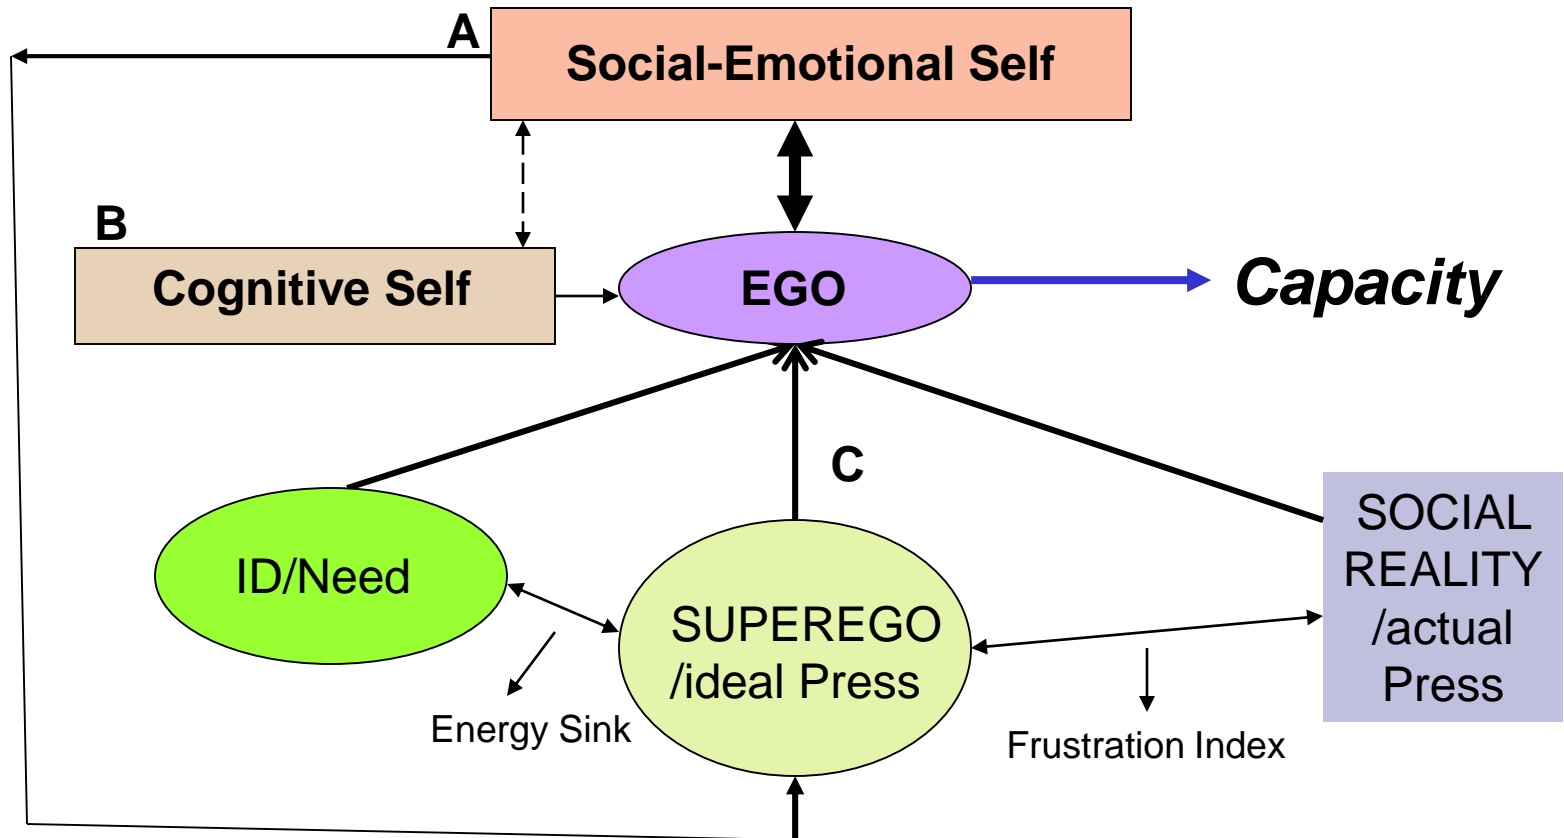 A
Social-Emotional Self
B
Cognitive Self
EGO
Capacity
C
ID/Need
SUPEREGO
/ideal Press
SOCIAL
REALITY
/actual
Press
Energy Sink
Frustration Index